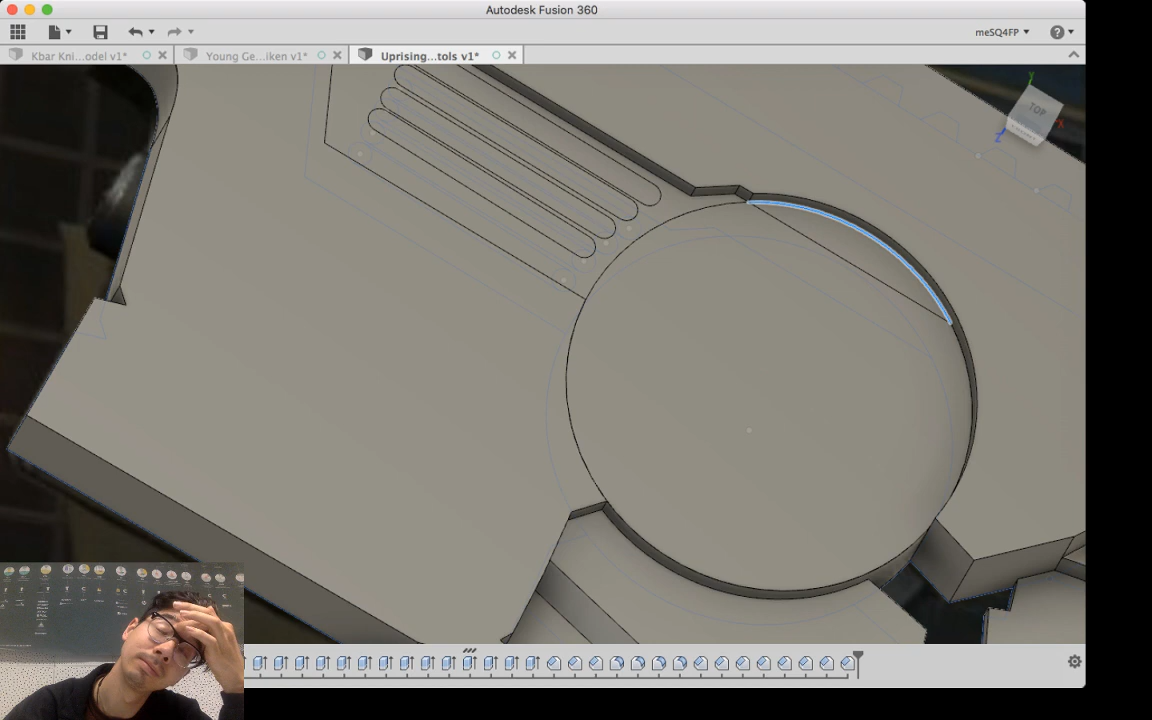 Autodesk Fusion 360
meSQ4FP
Kbar Kni...odel v1*
Young Ge...iken v1*
Uprising...tols v1*
TOP